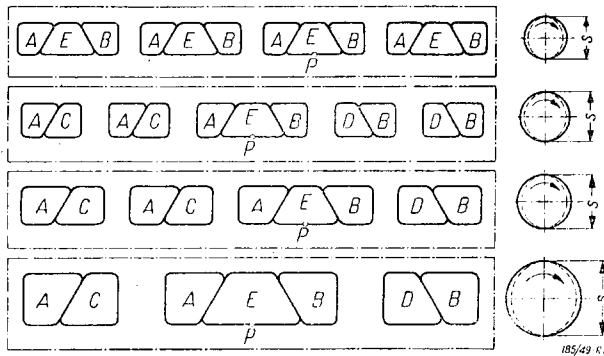 A E B A E B A E B A E B S
P
A C A C A E B D B D B S
P
A C A C A E B D B S
P
A C A E B D B S
P
185/49